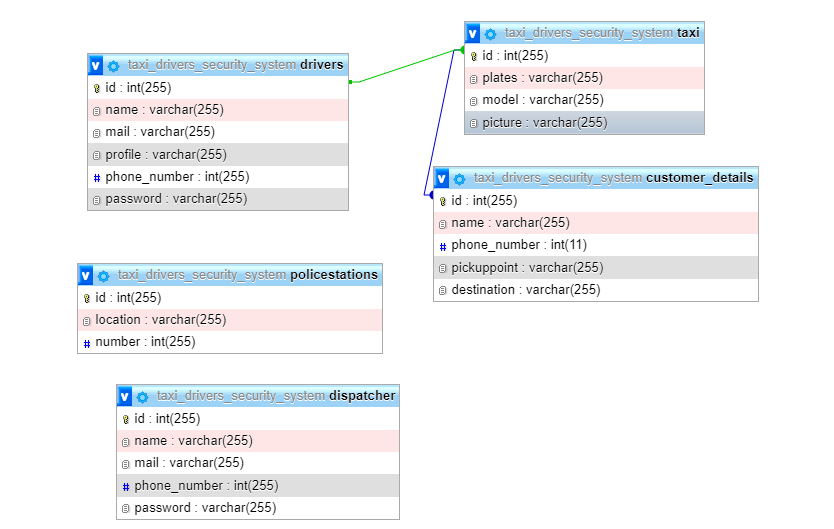 v taxi_drivers_security_system drivers
id : int(255)
name : varchar(255)
mail : varchar(255)
profile : varchar(255)
# phone_number : int(255)
password : varchar(255)
v taxi_drivers_security_system taxi
id : int(255)
plates : varchar(255)
model : varchar(255)
picture : varchar(255)
v taxi_drivers_security_system customer_details
id : int(255)
name : varchar(255)
# phone_number : int(11)
pickuppoint : varchar(255)
destination : varchar(255)
v taxi_drivers_security_system policestations
id : int(255)
location : varchar(255)
# number : int(255)
v taxi_drivers_security_system dispatcher
id : int(255)
name : varchar(255)
mail : varchar(255)
# phone_number : int(255)
password : varchar(255)